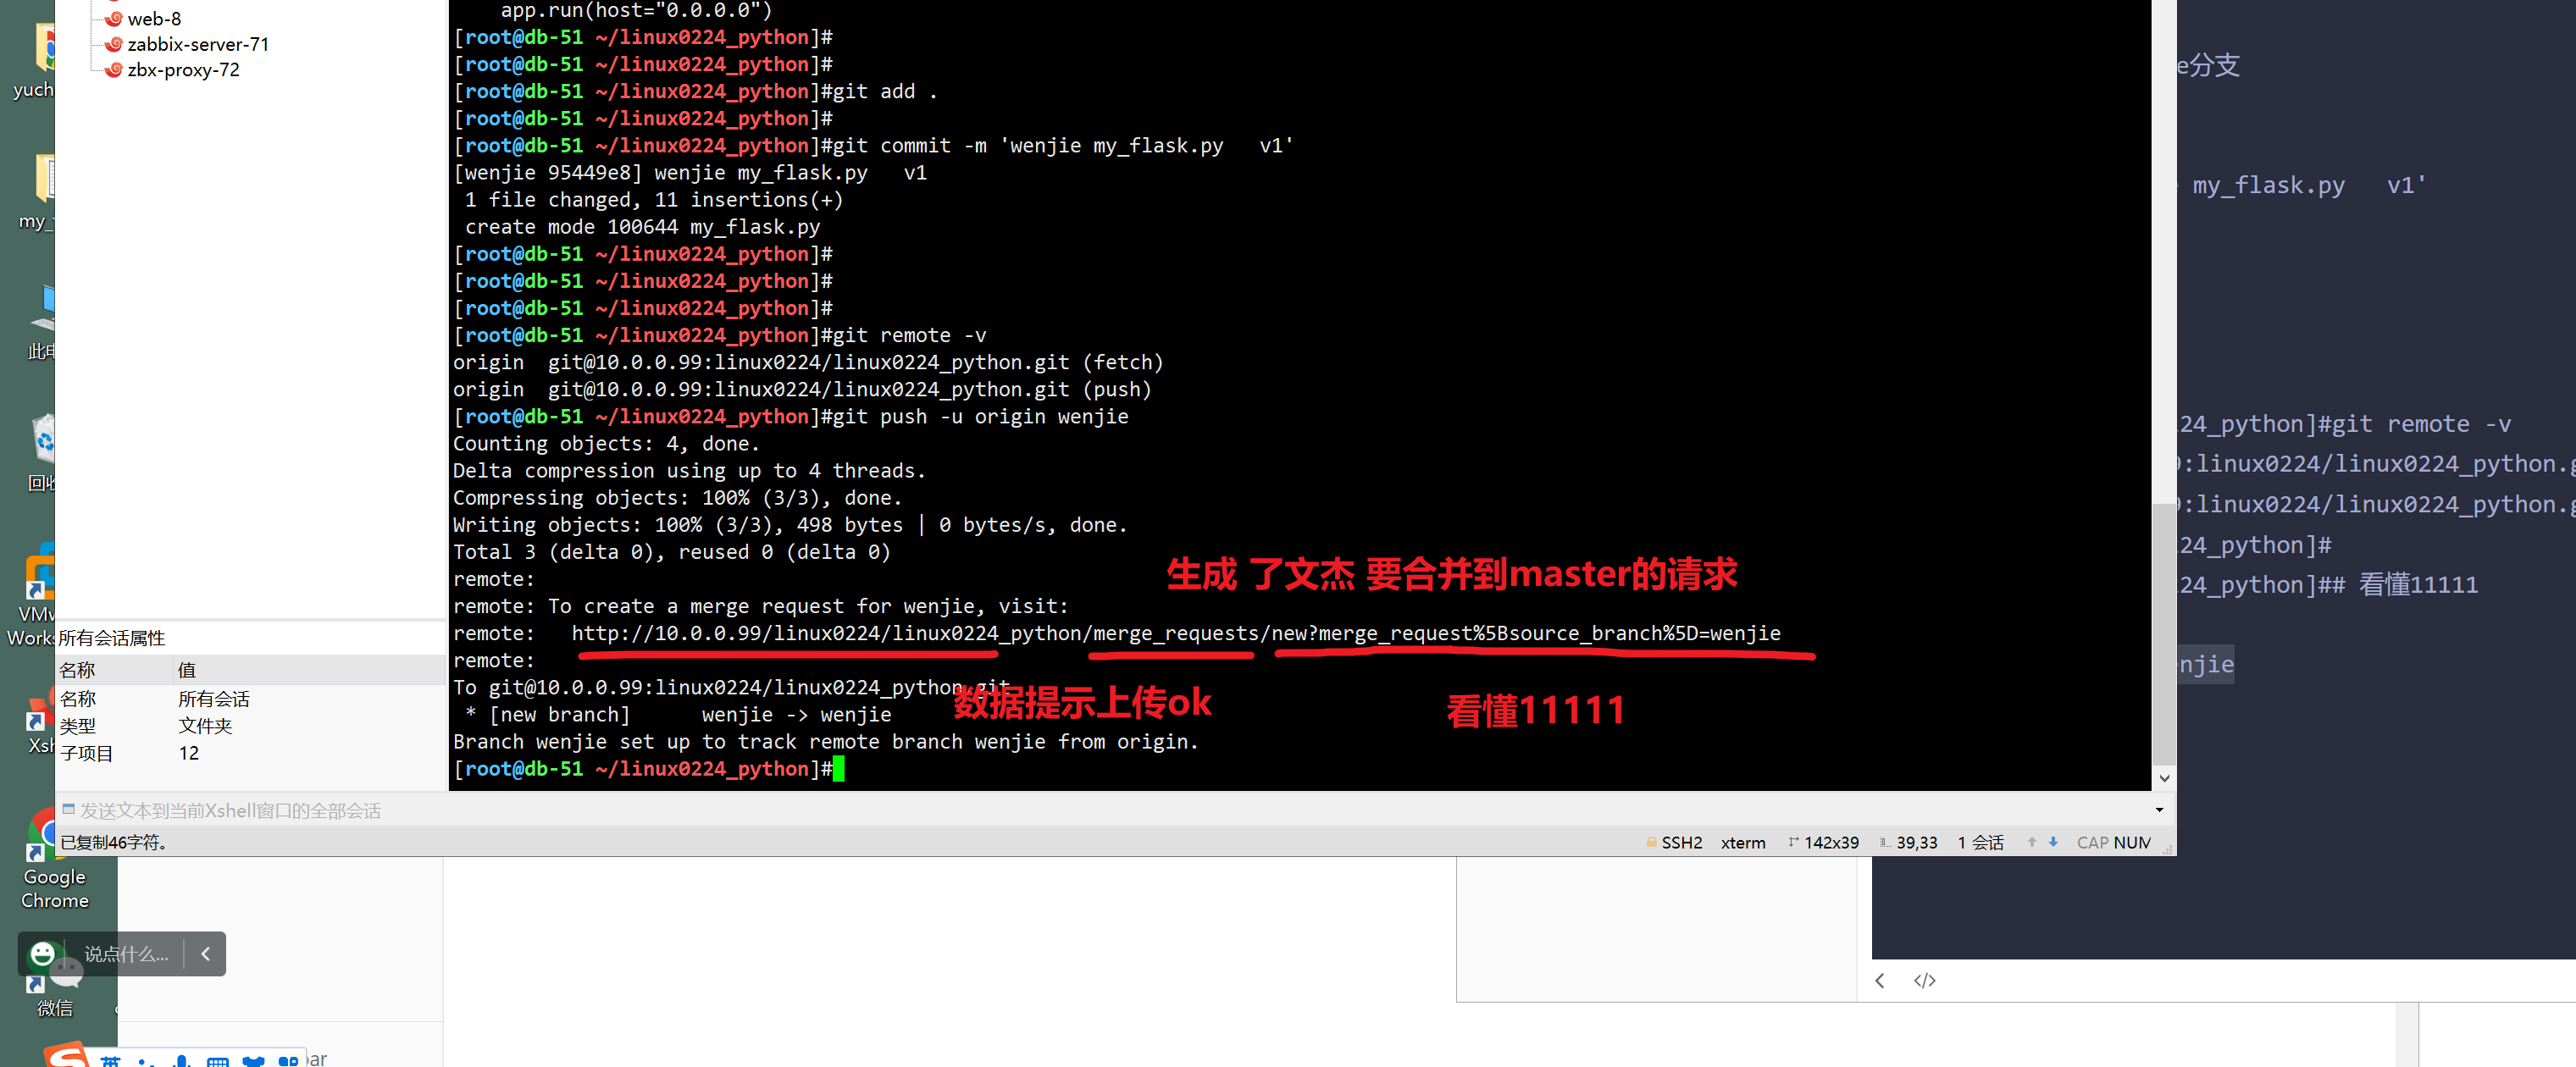 web-8
zabbix-server-71
zbx-proxy-72
yuch
my_
此电
回收
VMw
Works
Xsh
Google
Chrome
微信
所有会话属性
名称 值
名称 所有会话
类型 文件夹
子项目 12
app.run(host="0.0.0.0")
[root@db-51 ~/linux0224_python]#
[root@db-51 ~/linux0224_python]#
[root@db-51 ~/linux0224_python]#git add .
[root@db-51 ~/linux0224_python]#
[root@db-51 ~/linux0224_python]#git commit -m 'wenjie my_flask.py   v1'
[wenjie 95449e8] wenjie my_flask.py   v1
1 file changed, 11 insertions(+)
create mode 100644 my_flask.py
[root@db-51 ~/linux0224_python]#
[root@db-51 ~/linux0224_python]#
[root@db-51 ~/linux0224_python]#
[root@db-51 ~/linux0224_python]#git remote -v
origin  git@10.0.0.99:linux0224/linux0224_python.git (fetch)
origin  git@10.0.0.99:linux0224/linux0224_python.git (push)
[root@db-51 ~/linux0224_python]#git push -u origin wenjie
Counting objects: 4, done.
Delta compression using up to 4 threads.
Compressing objects: 100% (3/3), done.
Writing objects: 100% (3/3), 498 bytes | 0 bytes/s, done.
Total 3 (delta 0), reused 0 (delta 0)
生成 了文杰 要合并到master的请求
remote:
remote: To create a merge request for wenjie, visit:
remote:   http://10.0.0.99/linux0224/linux0224_python/merge_requests/new?merge_request%5Bsource_branch%5D=wenjie
remote:
To git@10.0.0.99:linux0224/linux0224_python.git
数据提示上传ok
看懂11111
* [new branch]      wenjie -> wenjie
Branch wenjie set up to track remote branch wenjie from origin.
[root@db-51 ~/linux0224_python]#
发送文本到当前Xshell窗口的全部会话
已复制46字符。
SSH2 xterm 142x39 39,33 1 会话 CAP NUM
e分支
my_flask.py   v1'
24_python]#git remote -v
:linux0224/linux0224_python.g
:linux0224/linux0224_python.g
24_python]#
24_python]## 看懂11111
njie
说点什么...
英
bar